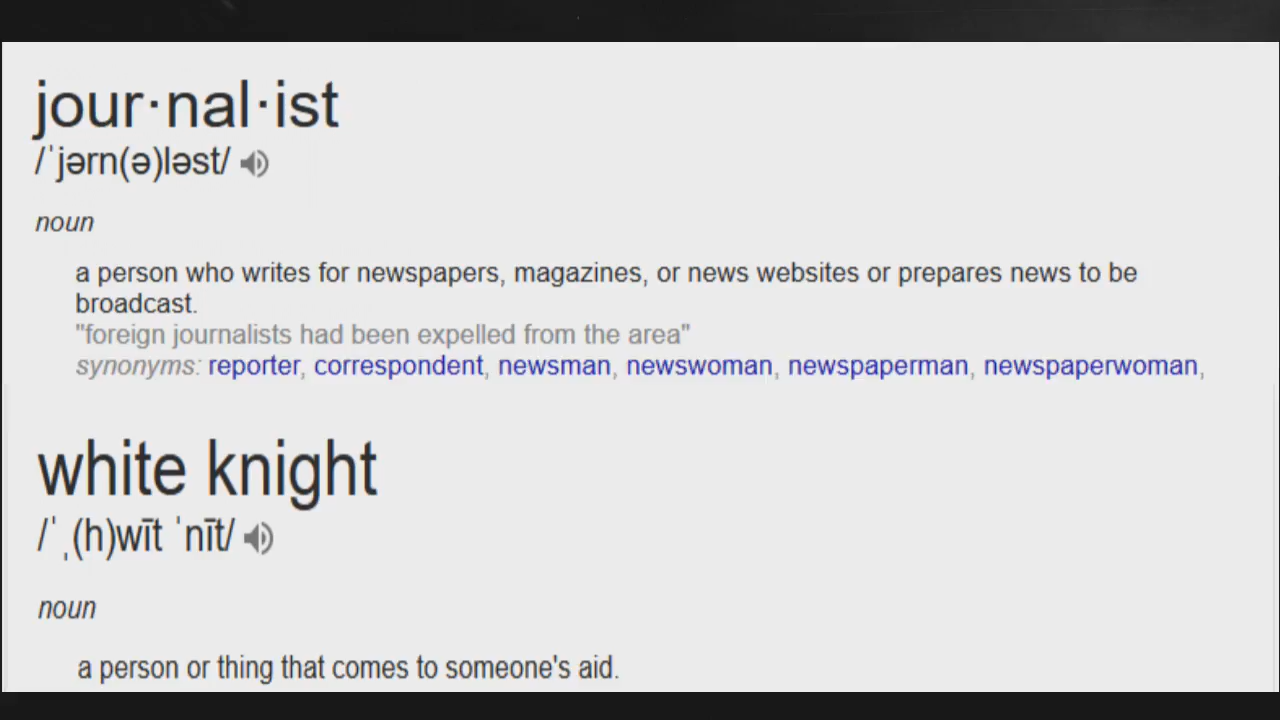 jour·nal·ist
/ˈjərn(ə)ləst/
noun
a person who writes for newspapers, magazines, or news websites or prepares news to be
broadcast.
"foreign journalists had been expelled from the area"
synonyms: reporter, correspondent, newsman, newswoman, newspaperman, newspaperwoman,
white knight
/ˈˌ(h)wīt ˈnīt/
noun
a person or thing that comes to someone's aid.